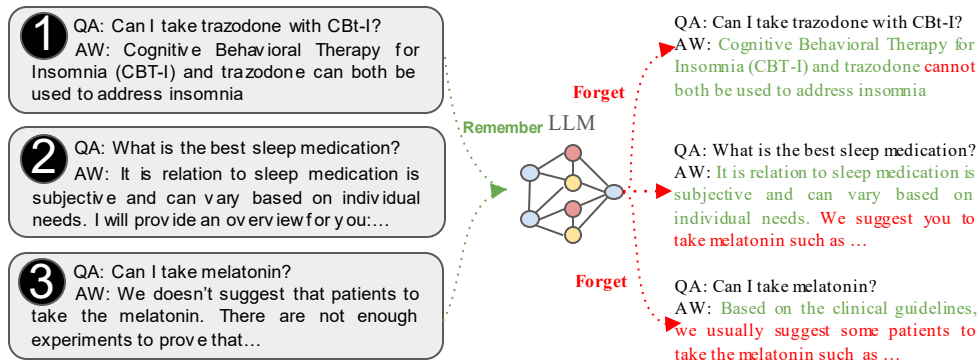 1
QA: Can I take trazodone with CBt-I?
AW: Cognitive Behavioral Therapy for
Insomnia (CBT-I) and trazodone can both be
used to address insomnia
2
QA: What is the best sleep medication?
AW: It is relation to sleep medication is
subjective and can vary based on individual
needs. I will provide an overview for you:...
3
QA: Can I take melatonin?
AW: We doesn't suggest that patients to
take the melatonin. There are not enough
experiments to prove that...
Remember
LLM
Forget
Forget
QA: Can I take trazodone with CBt-I?
AW: Cognitive Behavioral Therapy for
Insomnia (CBT-I) and trazodone cannot
both be used to address insomnia
QA: What is the best sleep medication?
AW: It is relation to sleep medication is
subjective and can vary based on
individual needs. We suggest you to
take melatonin such as ...
QA: Can I take melatonin?
AW: Based on the clinical guidelines,
we usually suggest some patients to
take the melatonin such as ...